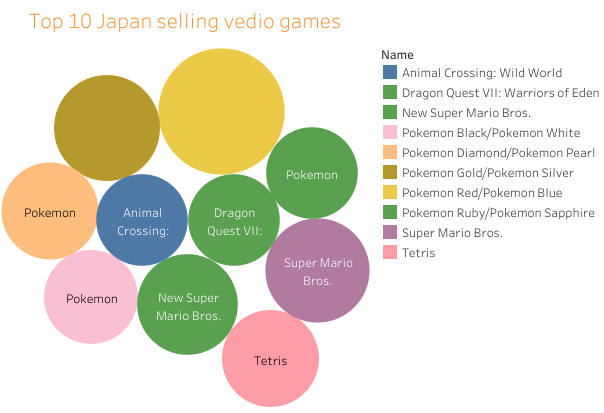 Top 10 Japan selling vedio games
Name
Animal Crossing: Wild World
Dragon Quest VII: Warriors of Eden
New Super Mario Bros.
Pokemon Black/Pokemon White
Pokemon Diamond/Pokemon Pearl
Pokemon Gold/Pokemon Silver
Pokemon Red/Pokemon Blue
Pokemon Ruby/Pokemon Sapphire
Super Mario Bros.
Tetris
Pokemon
Pokemon
Animal
Crossing:
Dragon
Quest VII:
Super Mario
Bros.
Pokemon
New Super
Mario Bros.
Tetris